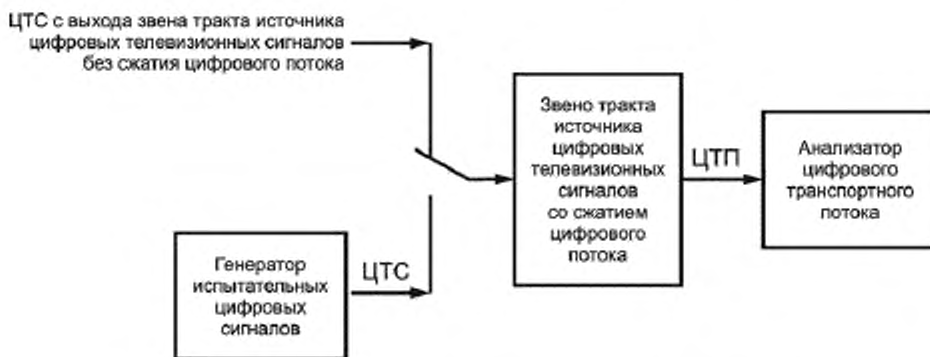 ЦТС с выхода звена тракта источника
цифровых телевизионных сигналов
без сжатия цифрового потока
Звено тракта
источника
цифровых
телевизионных
сигналов
со сжатием
цифрового
потока
ЦТП
Анализатор
цифрового
транспортного
потока
Генератор
испытательных
цифровых
сигналов
ЦТС